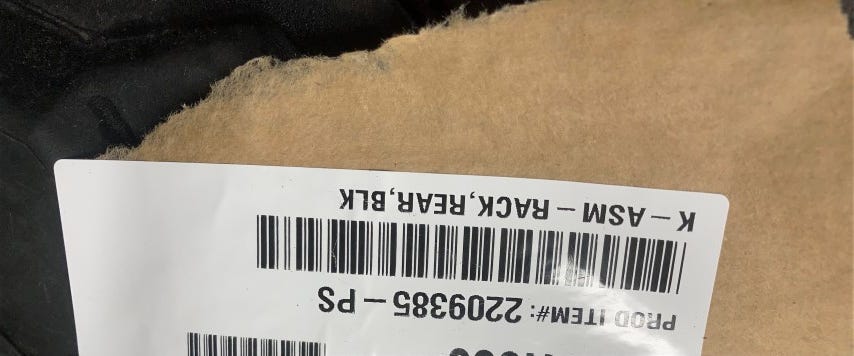 PROD ITEM#: 2209385-PS
K-ASM-RACK,REAR,BLK